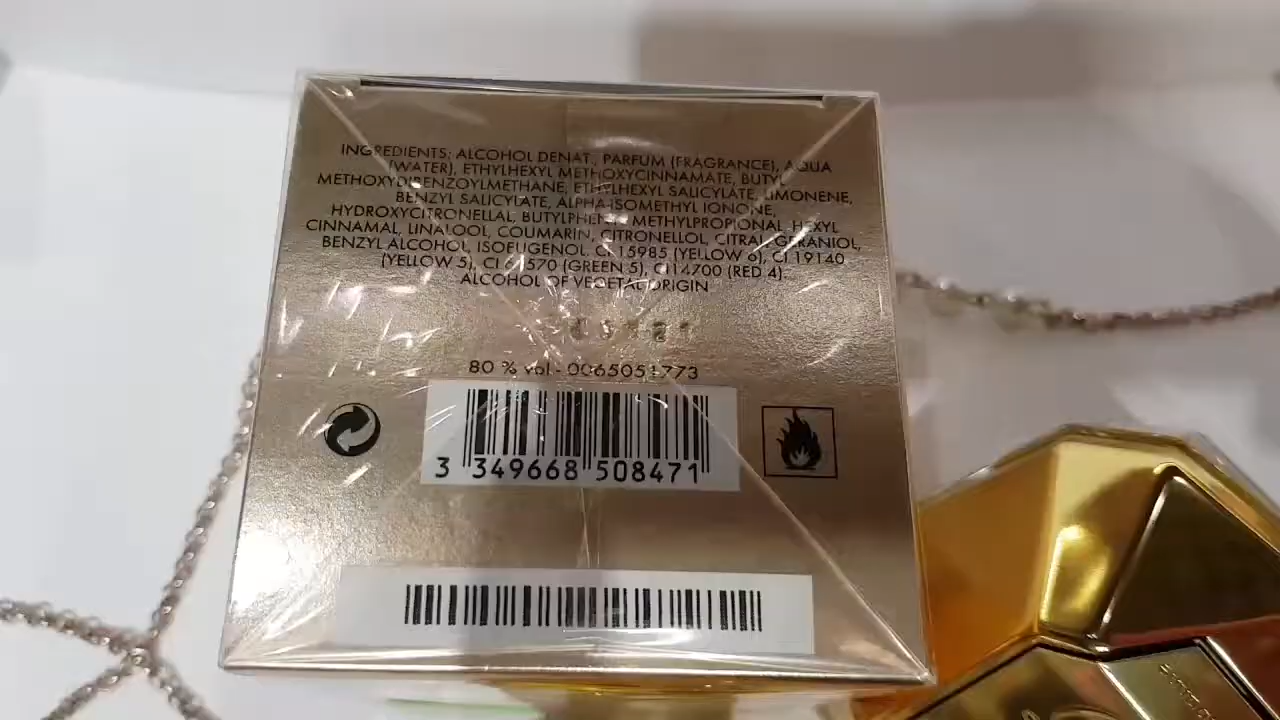 INGREDIENTS: ALCOHOL DENAT., PARFUM (FRAGRANCE), AQUA
(WATER), ETHYLHEXYL METHOXYCINNAMATE, BUTYL
METHOXYDIBENZOYLMETHANE, ETHYLHEXYL SALICYLATE, LIMONENE,
BENZYL SALICYLATE, ALPHA-ISOMETHYL IONONE,
HYDROXYCITRONELLAL, BUTYLPHENYL METHYLPROPIONAL, HEXYL
CINNAMAL, LINALOOL, COUMARIN, CITRONELLOL, CITRAL, GERANIOL,
BENZYL ALCOHOL, ISOEUGENOL, CI 15985 (YELLOW 6), CI 19140
(YELLOW 5), CI 61570 (GREEN 5), CI 14700 (RED 4).
ALCOHOL OF VEGETAL ORIGIN
80 % vol - 0065051773
3 349668 508471